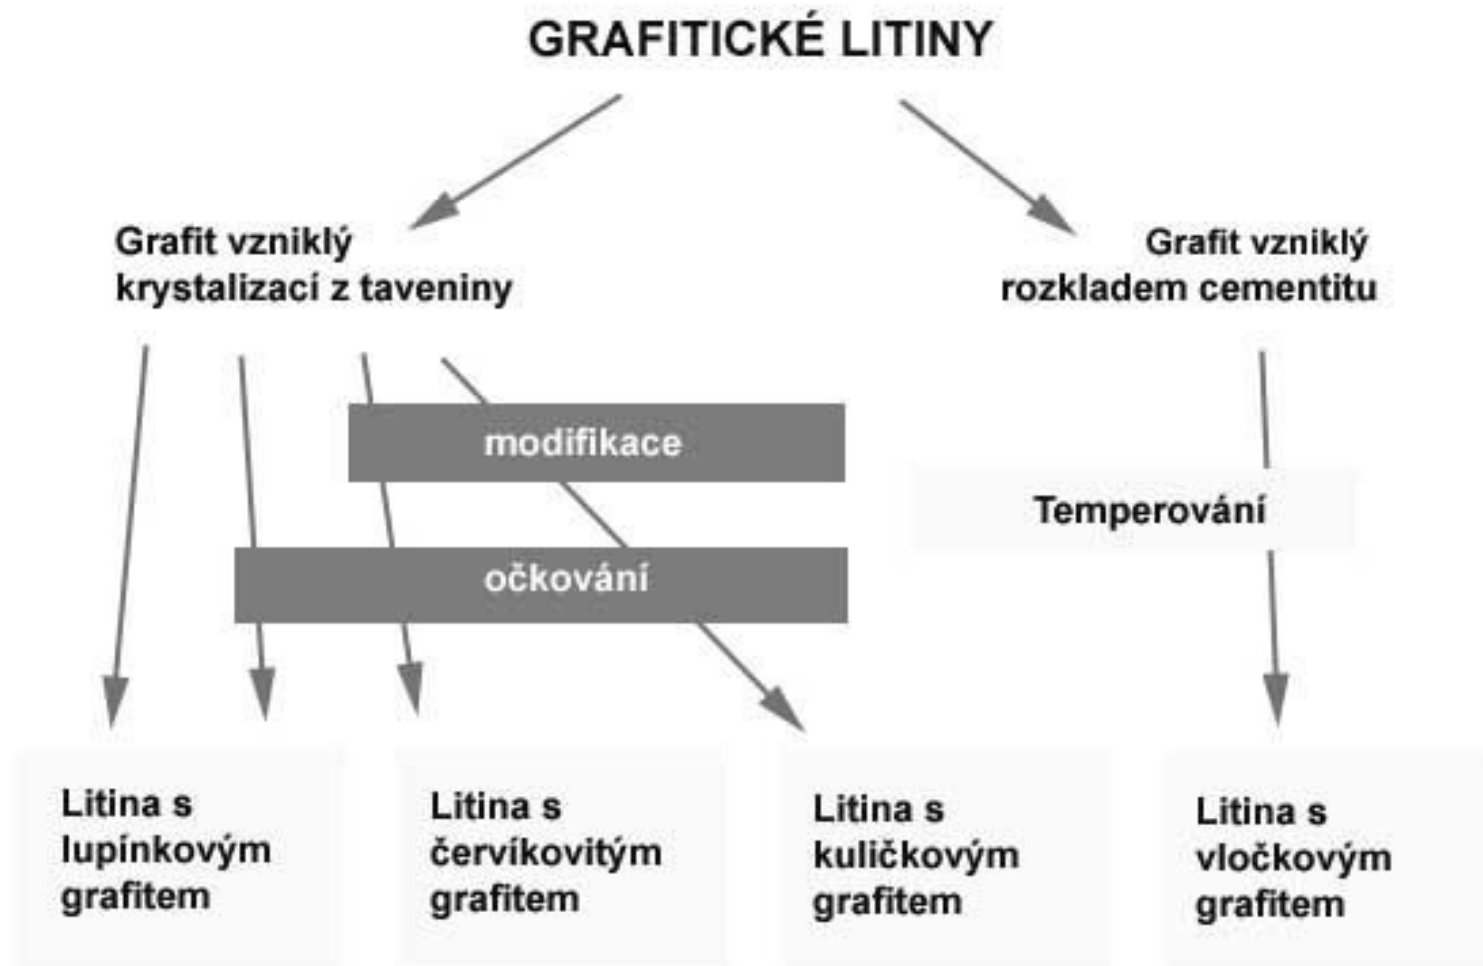 GRAFITICKÉ LITINY
Grafit vzniklý
krystalizací z taveniny
Grafit vzniklý
rozkladem cementitu
modifikace
Temperování
očkování
Litina s
lupínkovým
grafitem
Litina s
červíkovitým
grafitem
Litina s
kuličkovým
grafitem
Litina s
vločkovým
grafitem